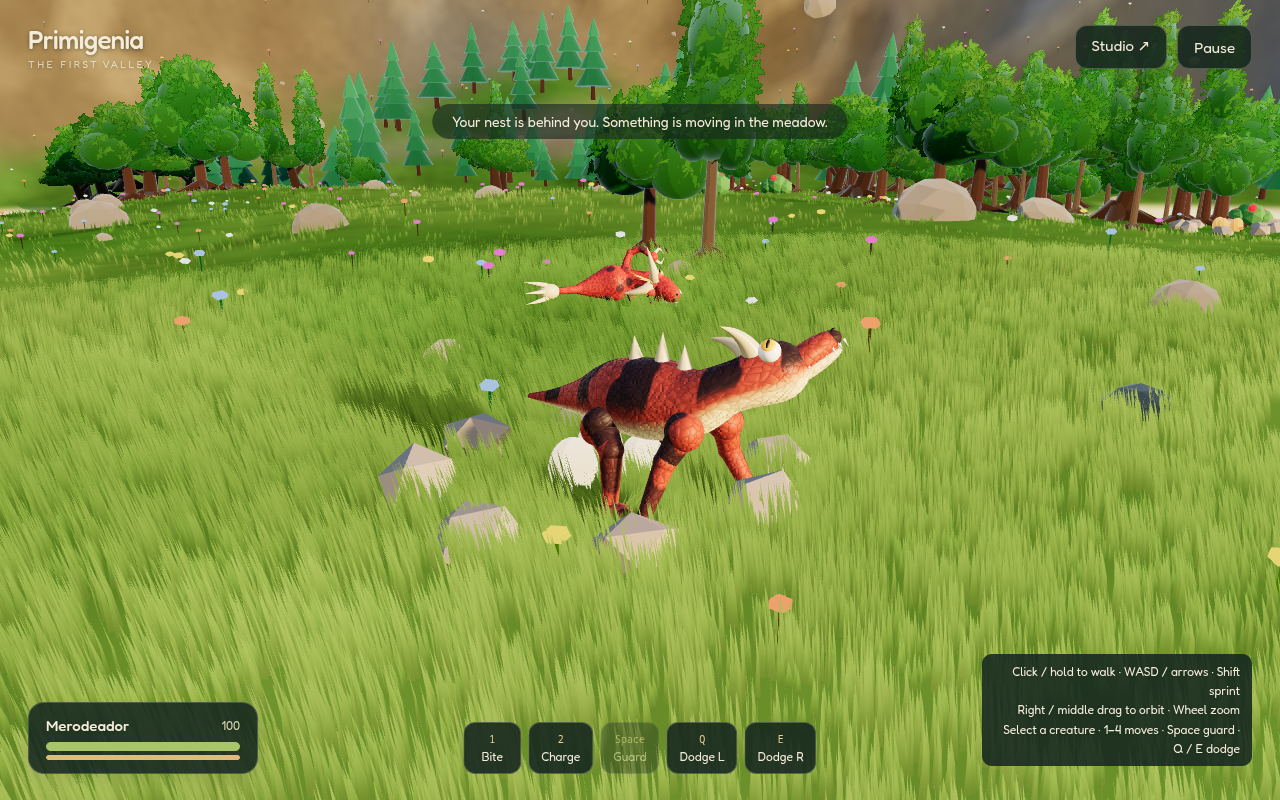 Primigenia
THE FIRST VALLEY
Studio ↗
Pause
Your nest is behind you. Something is moving in the meadow.
Merodeador
100
1
Bite
2
Charge
Space
Guard
Q
Dodge L
E
Dodge R
Click / hold to walk · WASD / arrows · Shift
sprint
Right / middle drag to orbit · Wheel zoom
Select a creature · 1–4 moves · Space guard ·
Q / E dodge